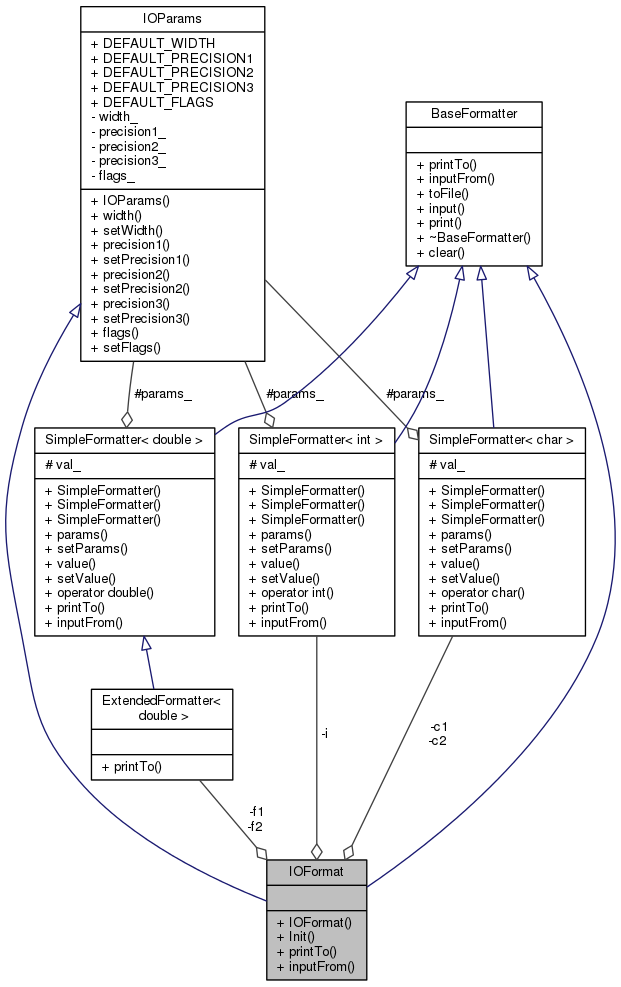 IOParams
+ DEFAULT_WIDTH
+ DEFAULT_PRECISION1
+ DEFAULT_PRECISION2
+ DEFAULT_PRECISION3
+ DEFAULT_FLAGS
- width_
- precision1_
- precision2_
- precision3_
- flags_
+ IOParams()
+ width()
+ setWidth()
+ precision1()
+ setPrecision1()
+ precision2()
+ setPrecision2()
+ precision3()
+ setPrecision3()
+ flags()
+ setFlags()
BaseFormatter
+ printTo()
+ inputFrom()
+ toFile()
+ input()
+ print()
+ ~BaseFormatter()
+ clear()
#params_
#params_
#params_
SimpleFormatter< double >
# val_
+ SimpleFormatter()
+ SimpleFormatter()
+ SimpleFormatter()
+ params()
+ setParams()
+ value()
+ setValue()
+ operator double()
+ printTo()
+ inputFrom()
SimpleFormatter< int >
# val_
+ SimpleFormatter()
+ SimpleFormatter()
+ SimpleFormatter()
+ params()
+ setParams()
+ value()
+ setValue()
+ operator int()
+ printTo()
+ inputFrom()
SimpleFormatter< char >
# val_
+ SimpleFormatter()
+ SimpleFormatter()
+ SimpleFormatter()
+ params()
+ setParams()
+ value()
+ setValue()
+ operator char()
+ printTo()
+ inputFrom()
ExtendedFormatter<
double >
+ printTo()
-i
-c1
-c2
-f1
-f2
IOFormat
+ IOFormat()
+ Init()
+ printTo()
+ inputFrom()